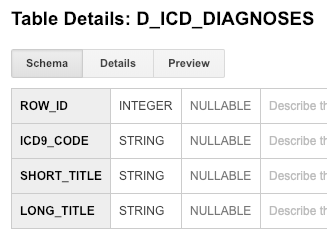 Table Details: D_ICD_DIAGNOSES
Schema Details Preview
ROW_ID INTEGER NULLABLE Describe th
ICD9_CODE STRING NULLABLE Describe th
SHORT_TITLE STRING NULLABLE Describe th
LONG_TITLE STRING NULLABLE Describe th